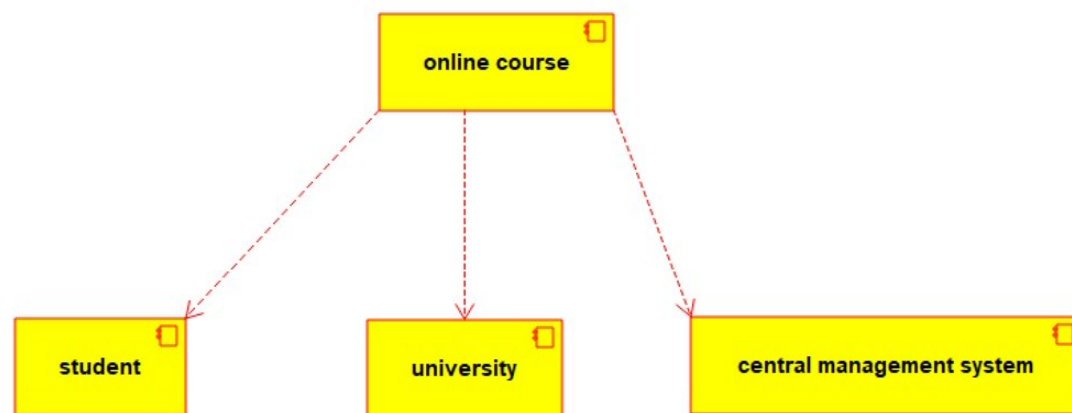 online course
student
university
central management system